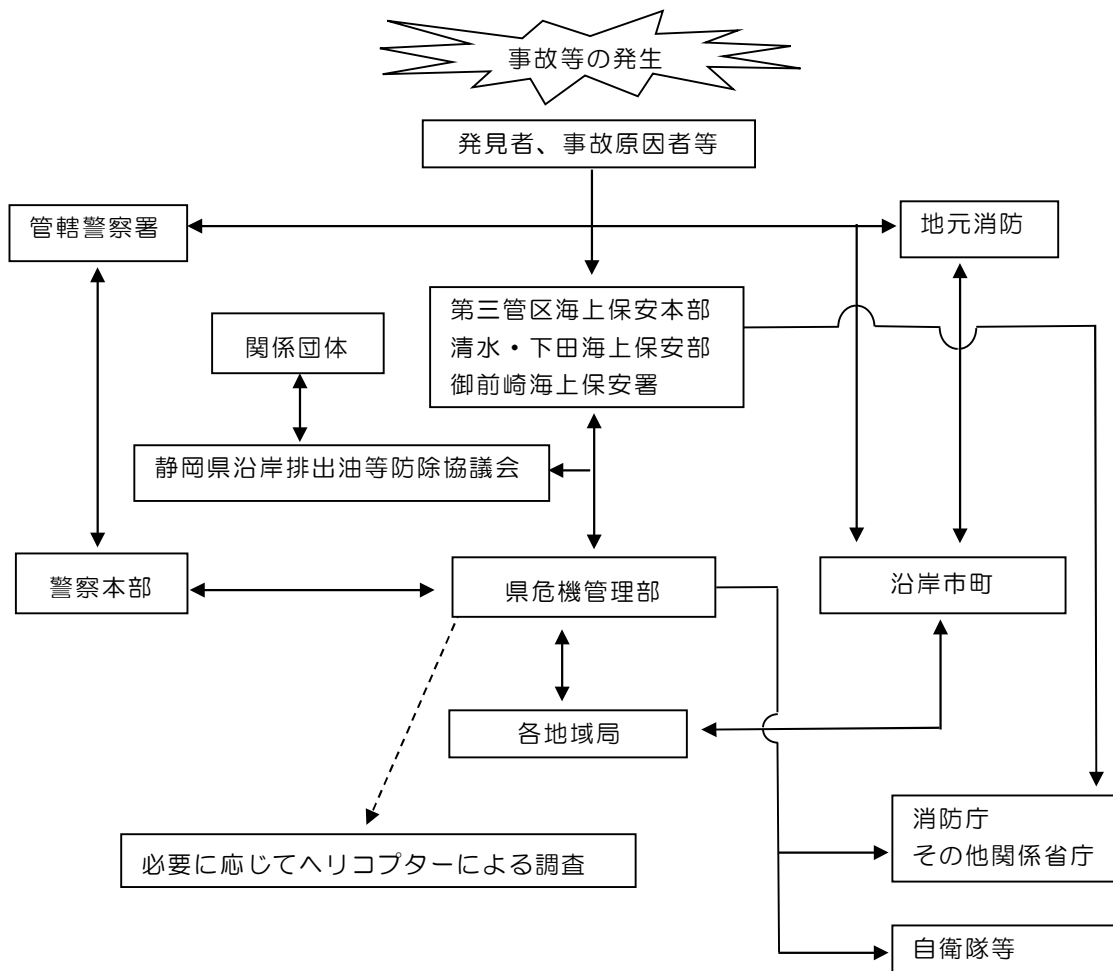 事故等の発生
発見者、事故原因者等
管轄警察署
地元消防
第三管区海上保安本部
清水・下田海上保安部
御前崎海上保安署
関係団体
静岡県沿岸排出油等防除協議会
警察本部
県危機管理部
沿岸市町
各地域局
消防庁
その他関係省庁
必要に応じてヘリコプターによる調査
自衛隊等